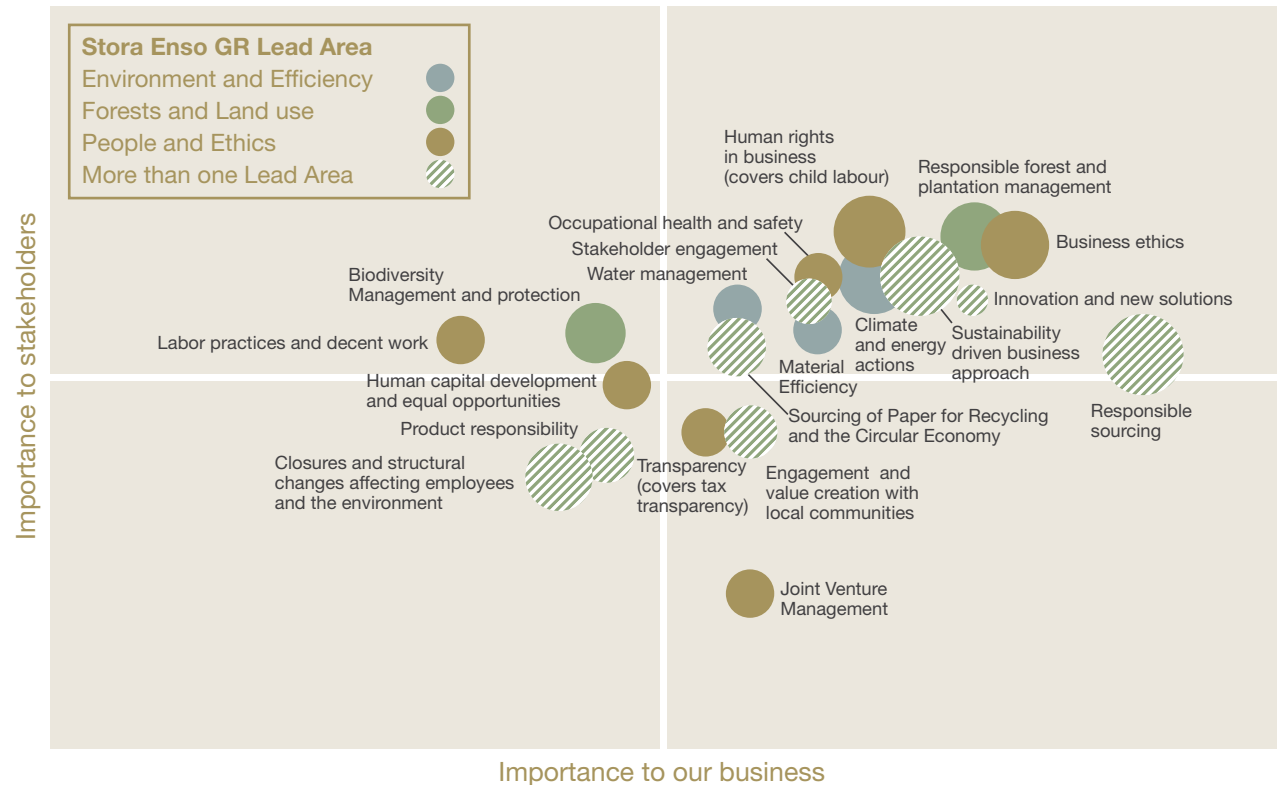 Stora Enso GR Lead Area
Environment and Efficiency
Forests and Land use
People and Ethics
More than one Lead Area
Importance to stakeholders
Human rights
in business
(covers child labour)
Responsible forest and
plantation management
Occupational health and safety
Stakeholder engagement
Water management
Business ethics
Biodiversity
Management and protection
Innovation and new solutions
Labor practices and decent work
Climate
and energy
actions
Sustainability
driven business
approach
Material
Efficiency
Human capital development
and equal opportunities
Responsible
sourcing
Sourcing of Paper for Recycling
and the Circular Economy
Product responsibility
Closures and structural
changes affecting employees
and the environment
Transparency
(covers tax
transparency)
Engagement  and
value creation with
local communities
Joint Venture
Management
Importance to our business